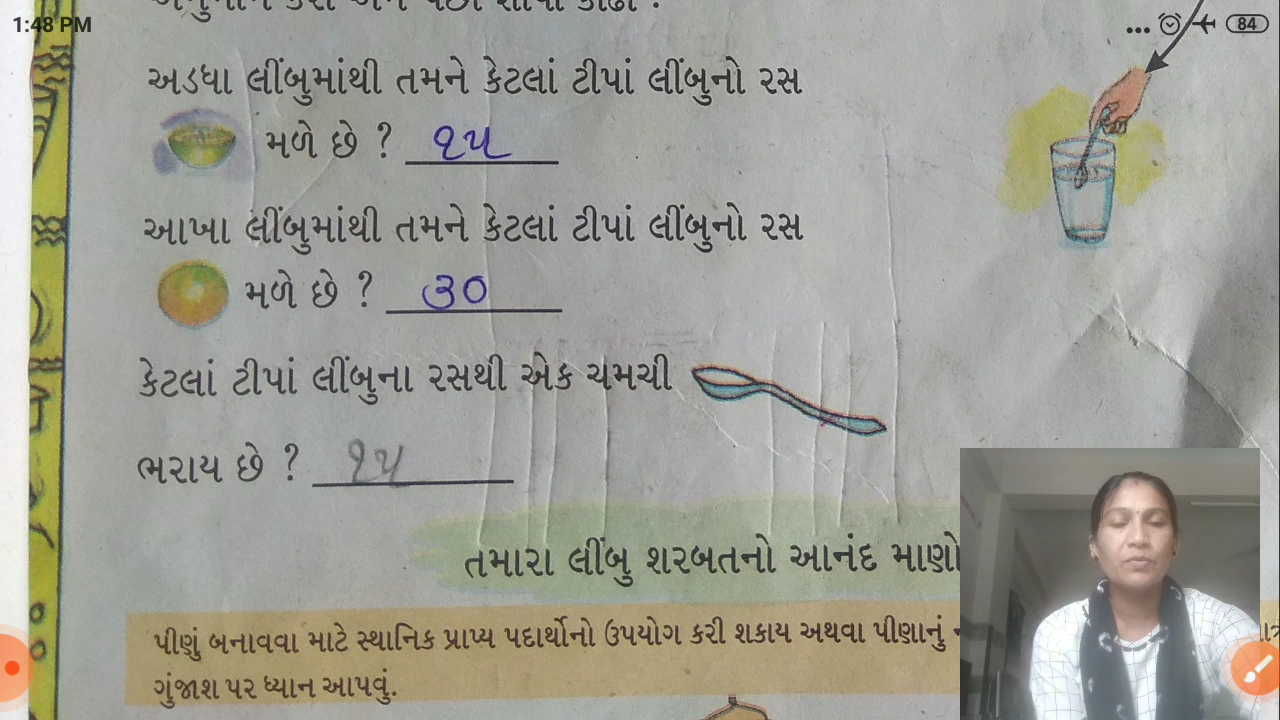 1:48 PM
84
અડધા લીંબુમાંથી તમને કેટલાં ટીપાં લીંબુનો રસ
મળે છે ? ૧૫
આખા લીંબુમાંથી તમને કેટલાં ટીપાં લીંબુનો રસ
મળે છે ? ૩૦
કેટલાં ટીપાં લીંબુના રસથી એક ચમચી
ભરાય છે ? ૧૫
તમારા લીંબુ શરબતનો આનંદ માણો
પીણું બનાવવા માટે સ્થાનિક પ્રાપ્ય પદાર્થોનો ઉપયોગ કરી શકાય અથવા પીણાનું
ગુંજાશ પર ધ્યાન આપવું.